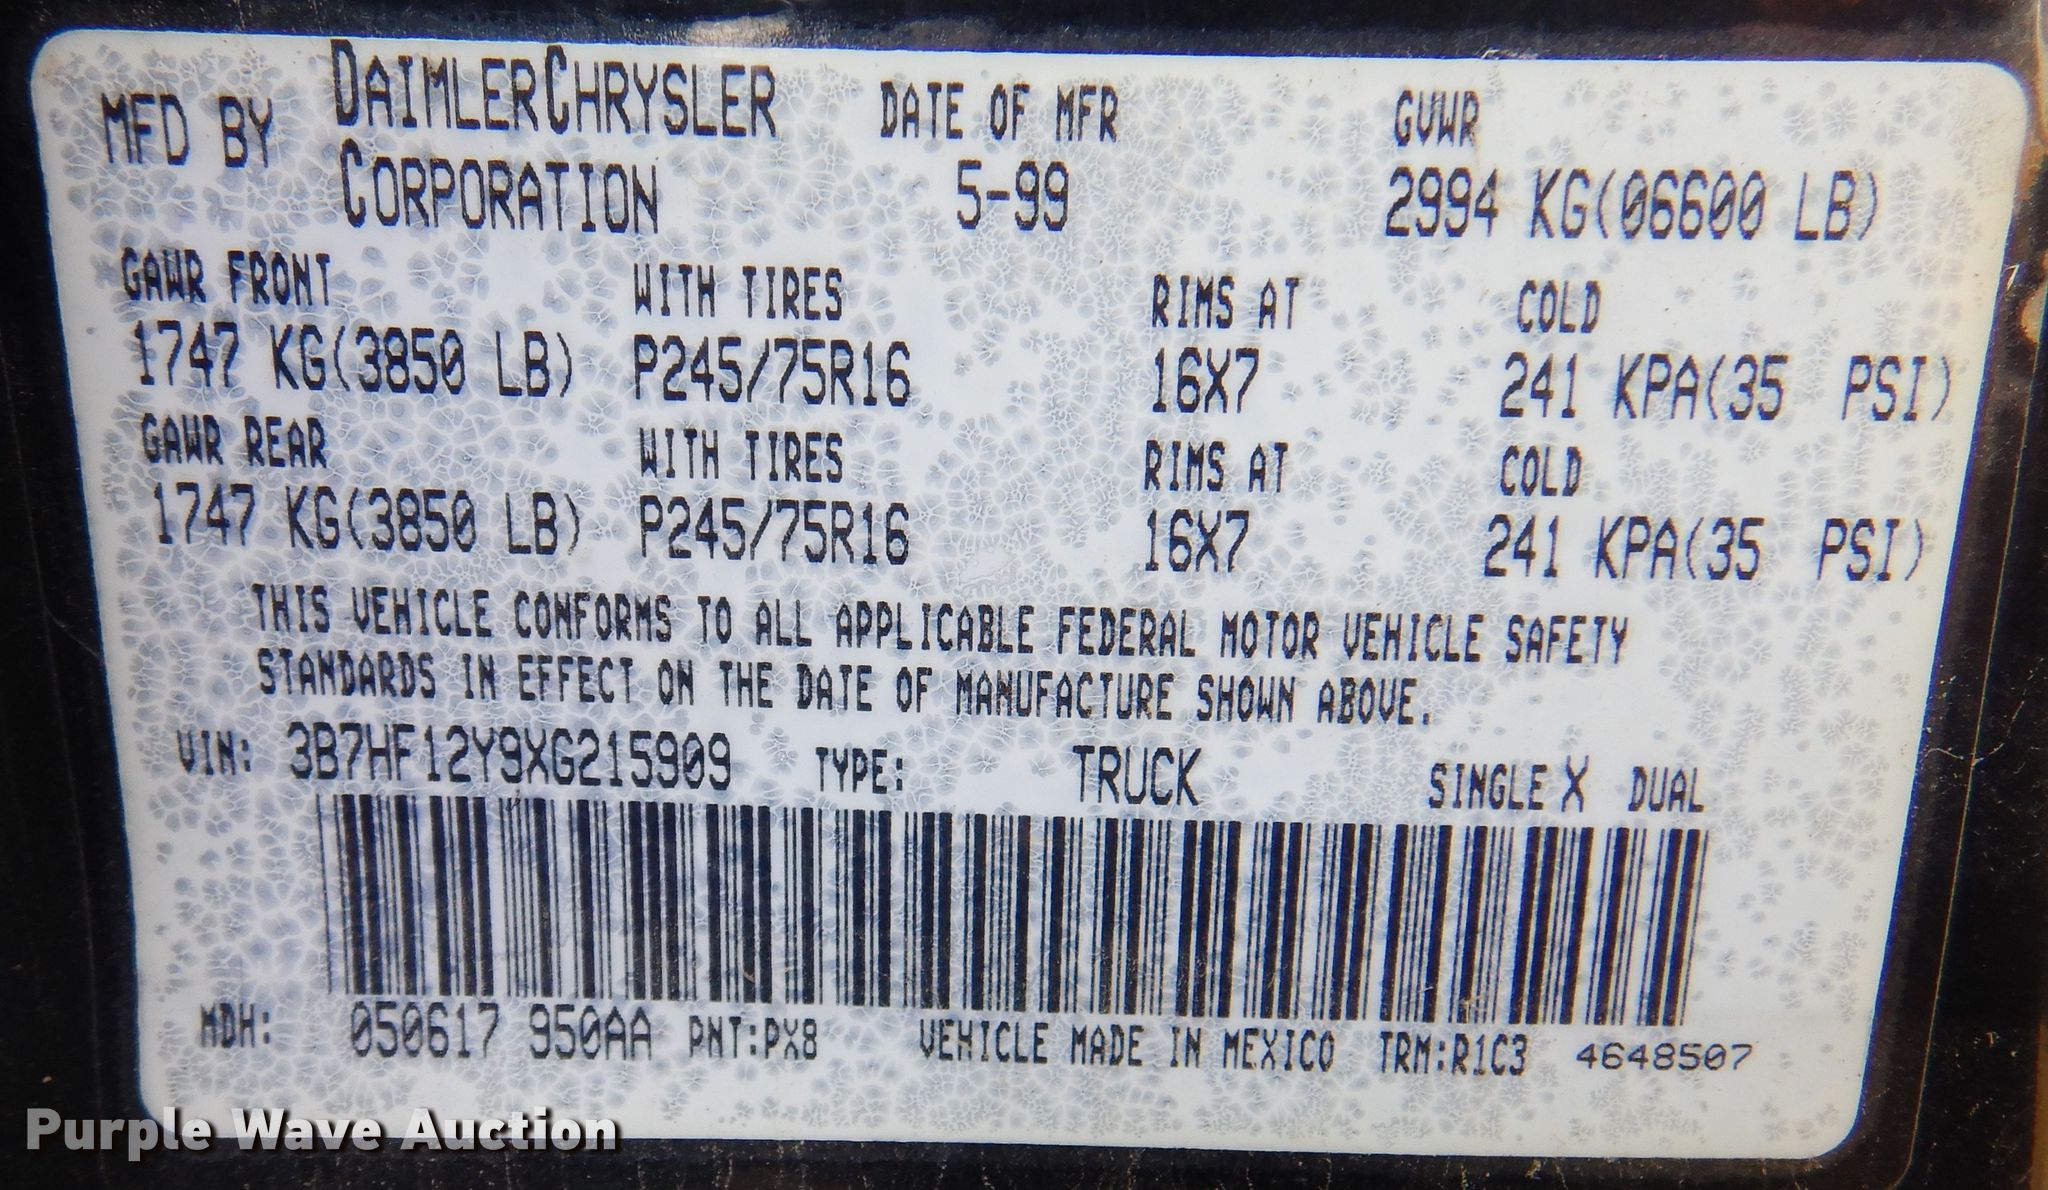 MFD BY DAIMLERCHRYSLER CORPORATION DATE OF MFR GVWR
5-99 2994 KG(06600 LB)
GAWR FRONT WITH TIRES RIMS AT COLD
1747 KG(3850 LB) P245/75R16 16X7 241 KPA(35 PSI)
GAWR REAR WITH TIRES RIMS AT COLD
1747 KG(3850 LB) P245/75R16 16X7 241 KPA(35 PSI)
THIS VEHICLE CONFORMS TO ALL APPLICABLE FEDERAL MOTOR VEHICLE SAFETY
STANDARDS IN EFFECT ON THE DATE OF MANUFACTURE SHOWN ABOVE.
VIN: 3B7HF12Y9XG215909 TYPE: TRUCK SINGLE X DUAL
MDH: 050617 950AA PNT:PX8 VEHICLE MADE IN MEXICO TRM:R1C3 4648507
Purple Wave Auction